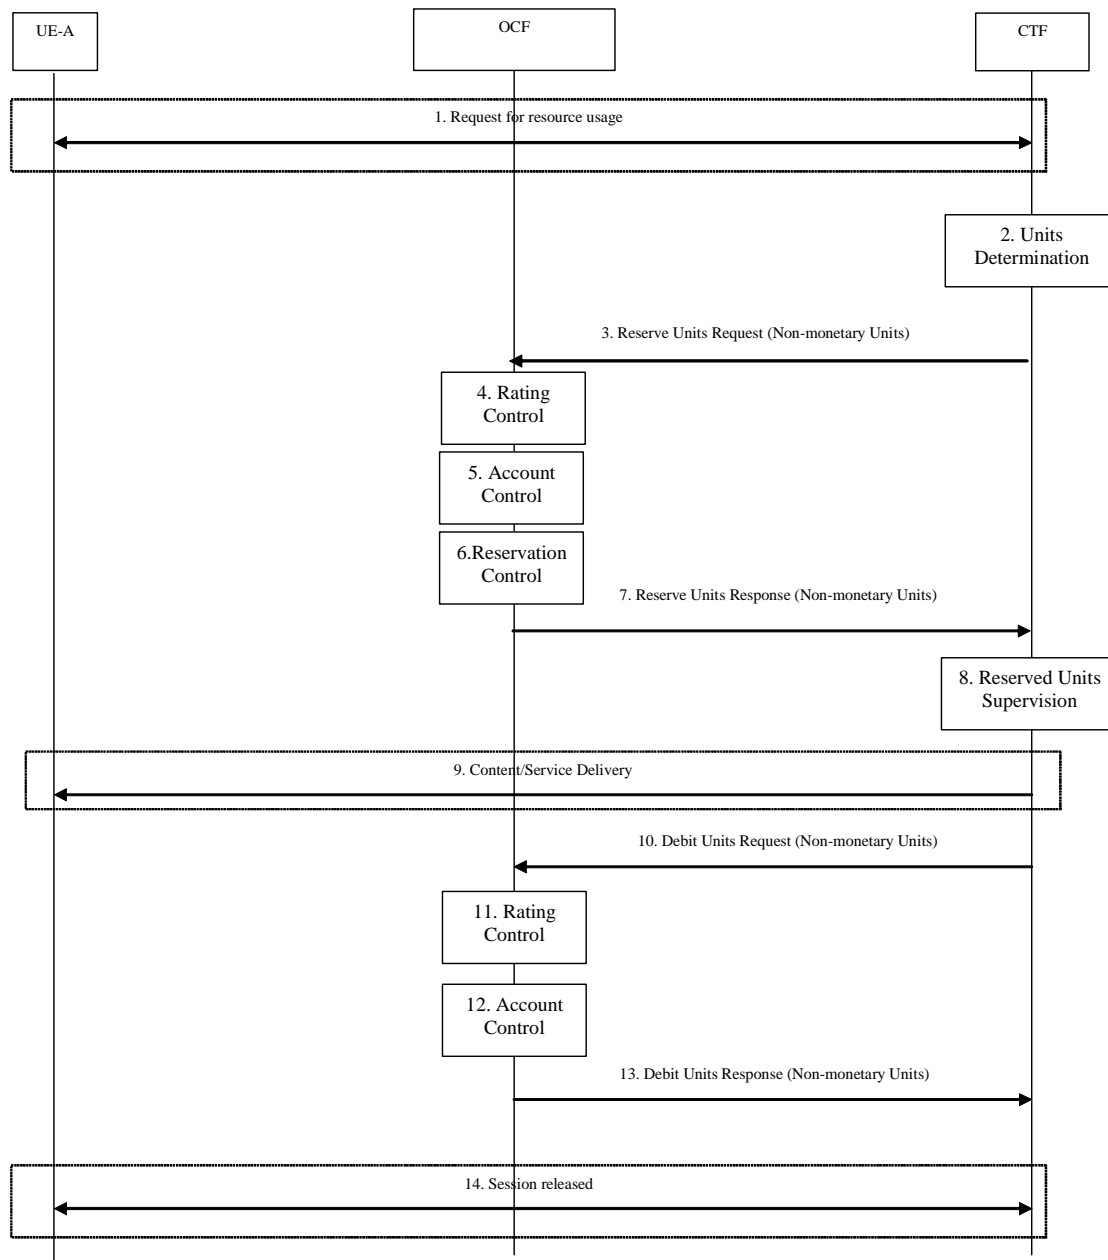 UE-A
OCF
CTF
1. Request for resource usage
2. Units
Determination
3. Reserve Units Request (Non-monetary Units)
4. Rating
Control
5. Account
Control
6.Reservation
Control
7. Reserve Units Response (Non-monetary Units)
8. Reserved Units
Supervision
9. Content/Service Delivery
10. Debit Units Request (Non-monetary Units)
11. Rating
Control
12. Account
Control
13. Debit Units Response (Non-monetary Units)
14. Session released